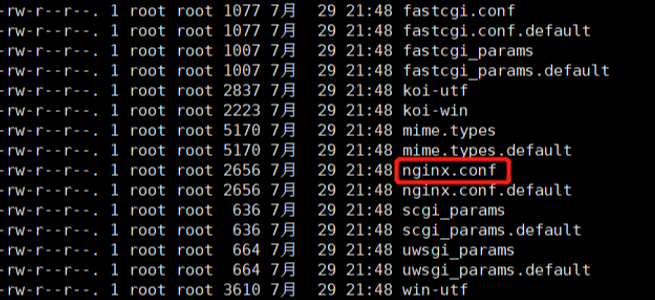 -rw-r--r--. 1 root root 1077 7月 29 21:48 fastcgi.conf
-rw-r--r--. 1 root root 1077 7月 29 21:48 fastcgi.conf.default
-rw-r--r--. 1 root root 1007 7月 29 21:48 fastcgi_params
-rw-r--r--. 1 root root 1007 7月 29 21:48 fastcgi_params.default
-rw-r--r--. 1 root root 2837 7月 29 21:48 koi-utf
-rw-r--r--. 1 root root 2223 7月 29 21:48 koi-win
-rw-r--r--. 1 root root 5170 7月 29 21:48 mime.types
-rw-r--r--. 1 root root 5170 7月 29 21:48 mime.types.default
-rw-r--r--. 1 root root 2656 7月 29 21:48 nginx.conf
-rw-r--r--. 1 root root 2656 7月 29 21:48 nginx.conf.default
-rw-r--r--. 1 root root 636 7月 29 21:48 scgi_params
-rw-r--r--. 1 root root 636 7月 29 21:48 scgi_params.default
-rw-r--r--. 1 root root 664 7月 29 21:48 uwsgi_params
-rw-r--r--. 1 root root 664 7月 29 21:48 uwsgi_params.default
-rw-r--r--. 1 root root 3610 7月 29 21:48 win-utf